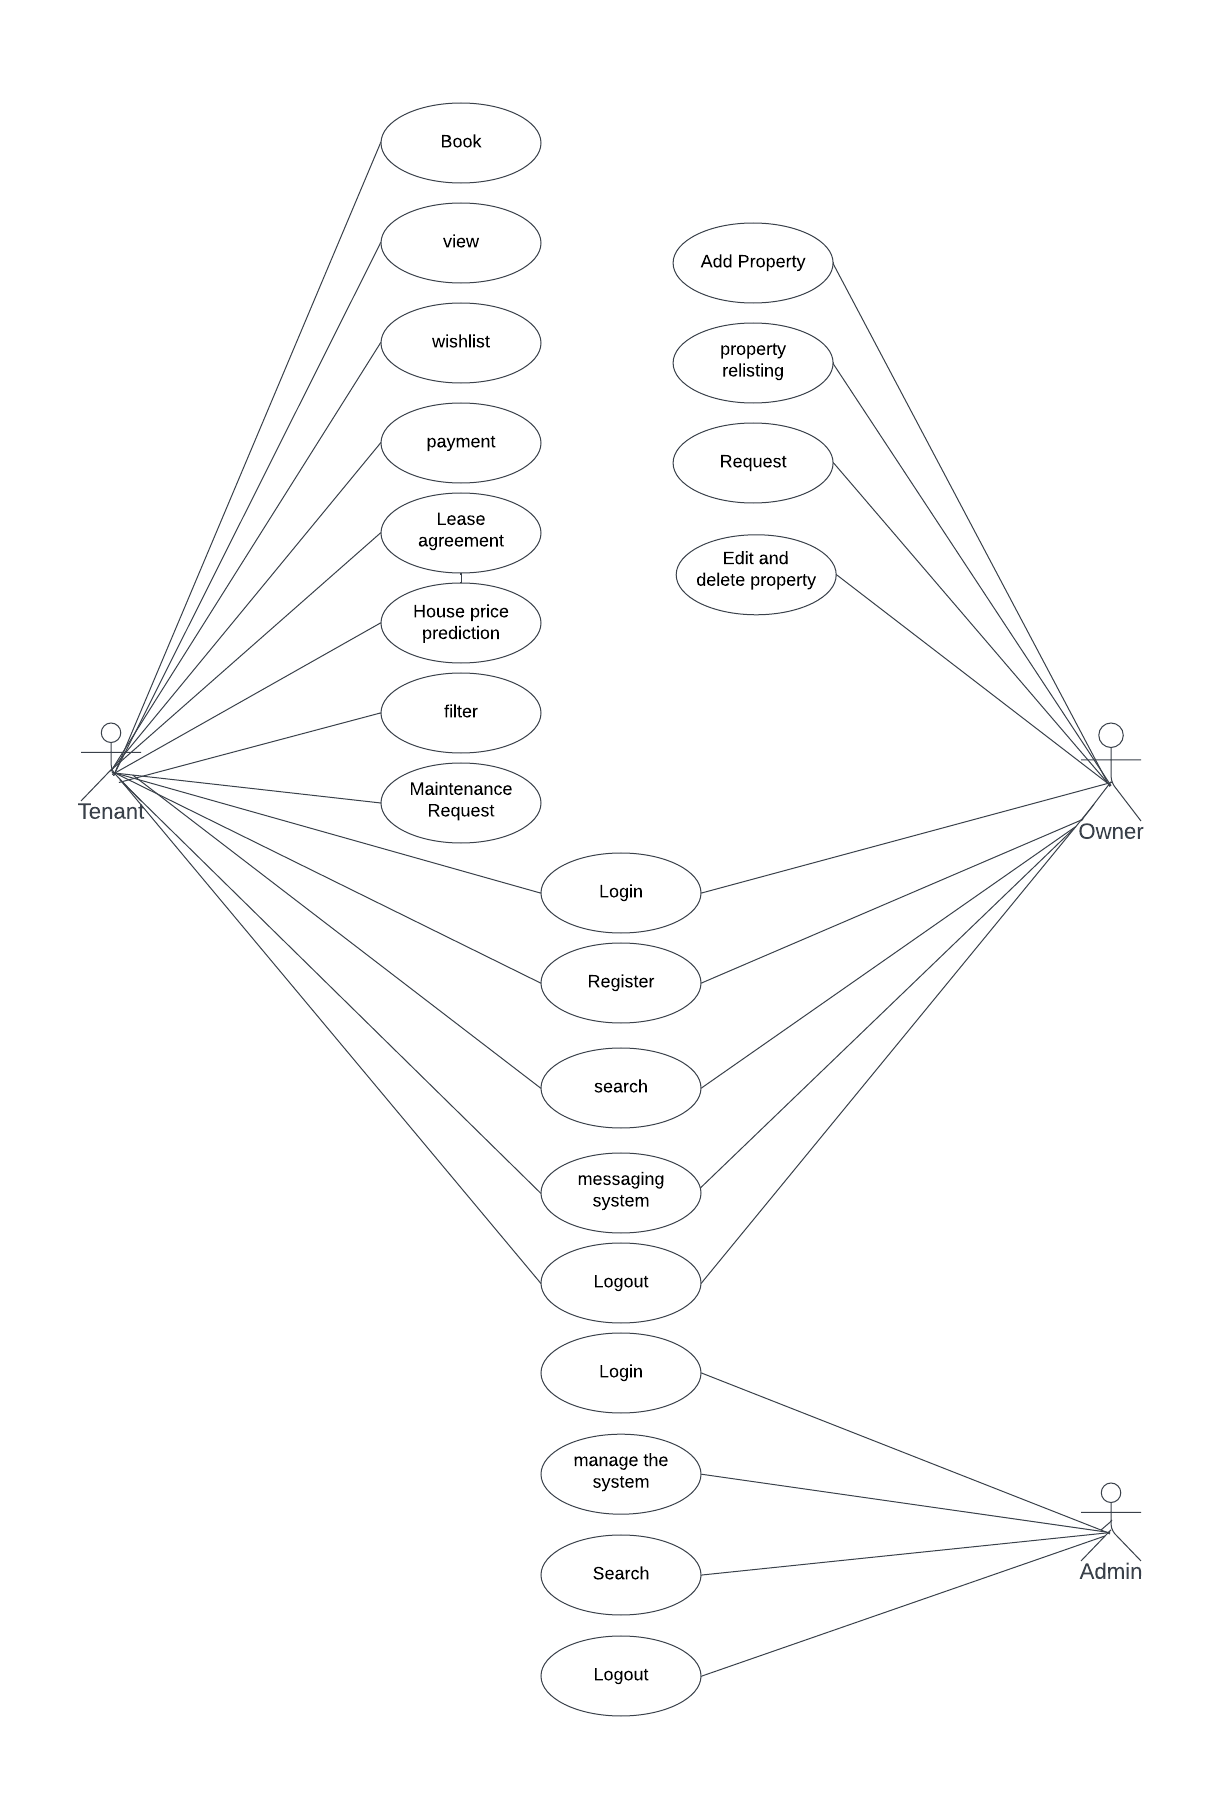 Book
view
wishlist
payment
Lease
agreement
House price
prediction
filter
Maintenance
Request
Add Property
property
relisting
Request
Edit and
delete property
Tenant
Owner
Login
Register
search
messaging
system
Logout
Login
manage the
system
Search
Logout
Admin